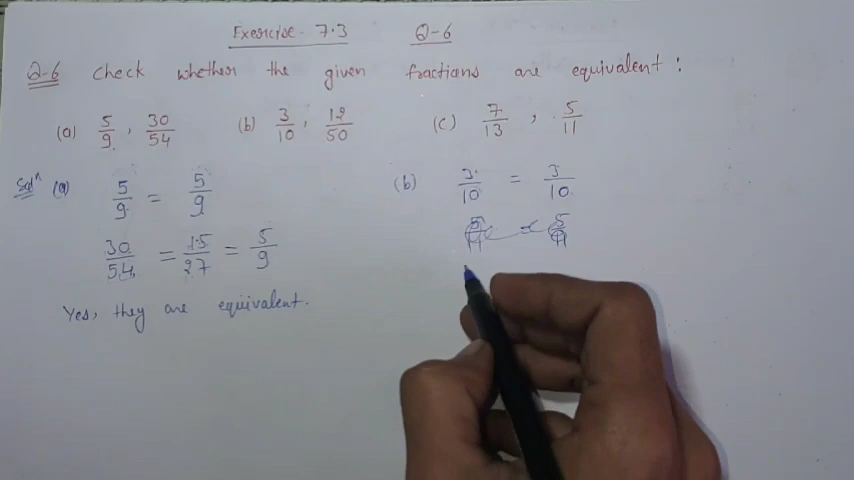 Exercise - 7.3 Q-6
Q-6 Check whether the given fractions are equivalent :
(a) 5/9 , 30/54 (b) 3/10 , 12/50 (c) 7/13 , 5/11
Solⁿ (a) 5/9 = 5/9 (b) 3/10 = 3/10
30/54 = 15/27 = 5/9
Yes, they are equivalent.